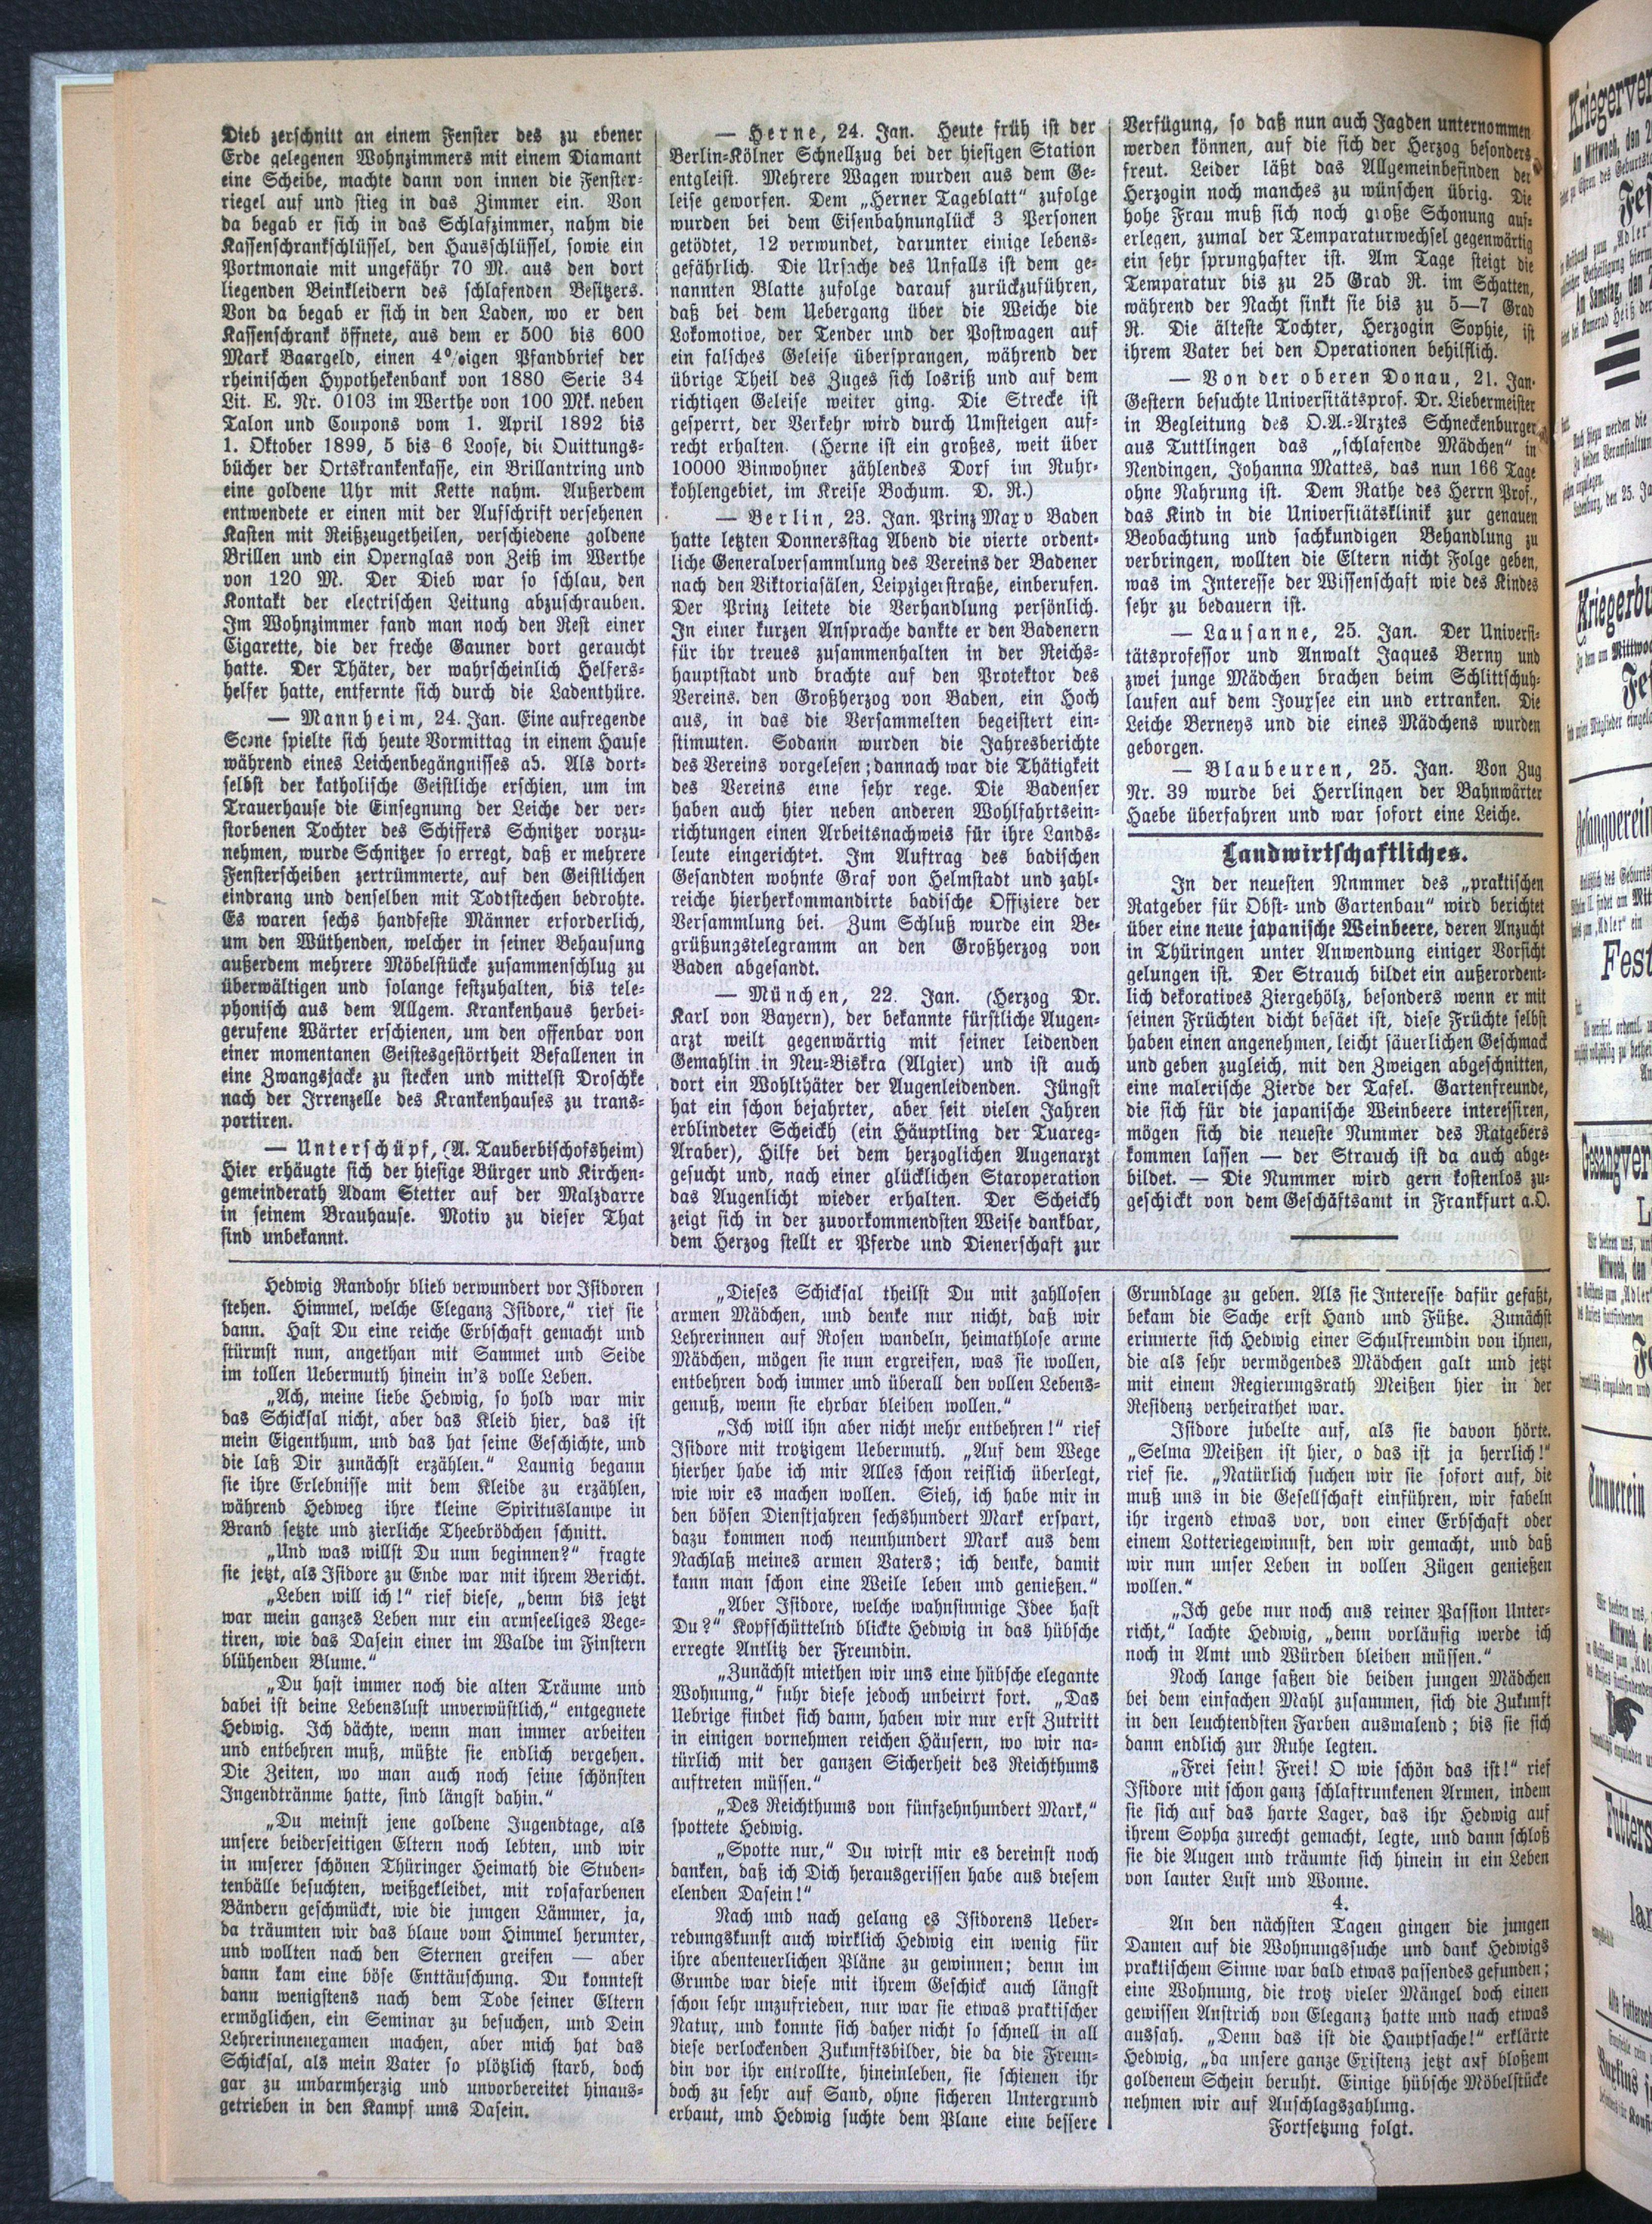 Dieb zerschnitt an einem Fenster des zu ebener
Erde gelegenen Wohnzimmers mit einem Diamant
eine Scheibe, machte dann von innen die Fenster-
riegel auf und stieg in das Zimmer ein. Von
da begab er sich in das Schlafzimmer, nahm die
Kassenschrankschlüssel, den Hausschlüssel, sowie ein
Portmonaie mit ungefähr 70 M. aus den dort
liegenden Beinkleidern des schlafenden Besitzers.
Von da begab er sich in den Laden, wo er den
Kassenschrank öffnete, aus dem er 500 bis 600
Mark Baargeld, einen 4%igen Pfandbrief der
rheinischen Hypothekenbank von 1880 Serie 34
Lit. E. Nr. 0103 im Werthe von 100 Mk. neben
Talon und Coupons vom 1. April 1892 bis
1. Oktober 1899, 5 bis 6 Loose, die Quittungs-
bücher der Ortskrankenkasse, ein Brillantring und
eine goldene Uhr mit Kette nahm. Außerdem
entwendete er einen mit der Aufschrift versehenen
Kasten mit Reißzeugetheilen, verschiedene goldene
Brillen und ein Opernglas von Zeiß im Werthe
von 120 M. Der Dieb war so schlau, den
Kontakt der electrischen Leitung abzuschrauben.
Im Wohnzimmer fand man noch den Rest einer
Cigarette, die der freche Gauner dort geraucht
hatte. Der Thäter, der wahrscheinlich Helfers-
helfer hatte, entfernte sich durch die Ladenthüre.
— Mannheim, 24. Jan. Eine aufregende
Scene spielte sich heute Vormittag in einem Hause
während eines Leichenbegängnisses ab. Als dort-
selbst der katholische Geistliche erschien, um im
Trauerhause die Einsegnung der Leiche der ver-
storbenen Tochter des Schiffers Schnitzer vorzu-
nehmen, wurde Schnitzer so erregt, daß er mehrere
Fensterscheiben zertrümmerte, auf den Geistlichen
eindrang und denselben mit Todtstechen bedrohte.
Es waren sechs handfeste Männer erforderlich,
um den Wüthenden, welcher in seiner Behausung
außerdem mehrere Möbelstücke zusammenschlug zu
überwältigen und solange festzuhalten, bis tele-
phonisch aus dem Allgem. Krankenhaus herbei-
gerufene Wärter erschienen, um den offenbar von
einer momentanen Geistesgestörtheit Befallenen in
eine Zwangsjacke zu stecken und mittelst Droschke
nach der Irrenzelle des Krankenhauses zu trans-
portiren.
— Unterschüpf, (A. Tauberbischofsheim)
Hier erhäugte sich der hiesige Bürger und Kirchen-
gemeinderath Adam Stetter auf der Malzdarre
in seinem Brauhause. Motiv zu dieser That
sind unbekannt.
— Herne, 24. Jan. Heute früh ist der
Berlin-Kölner Schnellzug bei der hiesigen Station
entgleist. Mehrere Wagen wurden aus dem Ge-
leise geworfen. Dem „Herner Tageblatt“ zufolge
wurden bei dem Eisenbahnunglück 3 Personen
getödtet, 12 verwundet, darunter einige lebens-
gefährlich. Die Ursache des Unfalls ist dem ge-
nannten Blatte zufolge darauf zurückzuführen,
daß bei dem Uebergang über die Weiche die
Lokomotive, der Tender und der Postwagen auf
ein falsches Geleise übersprangen, während der
übrige Theil des Zuges sich losriß und auf dem
richtigen Geleise weiter ging. Die Strecke ist
gesperrt, der Verkehr wird durch Umsteigen auf-
recht erhalten. (Herne ist ein großes, weit über
10000 Binwohner zählendes Dorf im Ruhr-
kohlengebiet, im Kreise Bochum. D. R.)
— Berlin, 23. Jan. Prinz Max v Baden
hatte letzten Donnerstag Abend die vierte ordent-
liche Generalversammlung des Vereins der Badener
nach den Viktoriasälen, Leipzigerstraße, einberufen.
Der Prinz leitete die Verhandlung persönlich.
In einer kurzen Ansprache dankte er den Badenern
für ihr treues zusammenhalten in der Reichs-
hauptstadt und brachte auf den Protektor des
Vereins. den Großherzog von Baden, ein Hoch
aus, in das die Versammelten begeistert ein-
stimmten. Sodann wurden die Jahresberichte
des Vereins vorgelesen; dannach war die Thätigkeit
des Vereins eine sehr rege. Die Badenser
haben auch hier neben anderen Wohlfahrtsein-
richtungen einen Arbeitsnachweis für ihre Lands-
leute eingerichtet. Im Auftrag des badischen
Gesandten wohnte Graf von Helmstadt und zahl-
reiche hierherkommandirte badische Offiziere der
Versammlung bei. Zum Schluß wurde ein Be-
grüßungstelegramm an den Großherzog von
Baden abgesandt.
— München, 22. Jan. (Herzog Dr.
Karl von Bayern), der bekannte fürstliche Augen-
arzt weilt gegenwärtig mit seiner leidenden
Gemahlin in Neu-Biskra (Algier) und ist auch
dort ein Wohlthäter der Augenleidenden. Jüngst
hat ein schon bejahrter, aber seit vielen Jahren
erblindeter Scheickh (ein Häuptling der Tuareg-
Araber), Hilfe bei dem herzoglichen Augenarzt
gesucht und, nach einer glücklichen Staroperation
das Augenlicht wieder erhalten. Der Scheickh
zeigt sich in der zuvorkommendsten Weise dankbar,
dem Herzog stellt er Pferde und Dienerschaft zur
Verfügung, so daß nun auch Jagden unternommen
werden können, auf die sich der Herzog besonders
freut. Leider läßt das Allgemeinbefinden der
Herzogin noch manches zu wünschen übrig. Die
hohe Frau muß sich noch große Schonung auf-
erlegen, zumal der Temparaturwechsel gegenwärtig
ein sehr sprunghafter ist. Am Tage steigt die
Temparatur bis zu 25 Grad R. im Schatten,
während der Nacht sinkt sie bis zu 5—7 Grad
R. Die älteste Tochter, Herzogin Sophie, ist
ihrem Vater bei den Operationen behilflich.
— Von der oberen Donau, 21. Jan.
Gestern besuchte Universitätsprof. Dr. Liebermeister
in Begleitung des O.A.-Arztes Schneckenburger
aus Tuttlingen das „schlafende Mädchen“ in
Nendingen, Johanna Mattes, das nun 166 Tage
ohne Nahrung ist. Dem Rathe des Herrn Prof.,
das Kind in die Universitätsklinik zur genauen
Beobachtung und sachkundigen Behandlung zu
verbringen, wollten die Eltern nicht Folge geben,
was im Interesse der Wissenschaft wie des Kindes
sehr zu bedauern ist.
— Lausanne, 25. Jan. Der Universi-
tätsprofessor und Anwalt Jaques Berny und
zwei junge Mädchen brachen beim Schlittschuh-
laufen auf dem Jouxsee ein und ertranken. Die
Leiche Berneys und die eines Mädchens wurden
geborgen.
— Blaubeuren, 25. Jan. Von Zug
Nr. 39 wurde bei Herrlingen der Bahnwärter
Haebe überfahren und war sofort eine Leiche.
Landwirtschaftliches.
In der neuesten Nnmmer des „praktischen
Ratgeber für Obst- und Gartenbau“ wird berichtet
über eine neue japanische Weinbeere, deren Anzucht
in Thüringen unter Anwendung einiger Vorsicht
gelungen ist. Der Strauch bildet ein außerordent-
lich dekoratives Ziergehölz, besonders wenn er mit
seinen Früchten dicht besäet ist, diese Früchte selbst
haben einen angenehmen, leicht säuerlichen Geschmack
und geben zugleich, mit den Zweigen abgeschnitten,
eine malerische Zierde der Tafel. Gartenfreunde,
die sich für die japanische Weinbeere interessiren,
mögen sich die neueste Nummer des Ratgebers
kommen lassen — der Strauch ist da auch abge-
bildet. — Die Nummer wird gern kostenlos zu-
geschickt von dem Geschäftsamt in Frankfurt a.O.
Hedwig Randohr blieb verwundert vor Isidoren
stehen. Himmel, welche Eleganz Isidore,“ rief sie
dann. Hast Du eine reiche Erbschaft gemacht und
stürmst nun, angethan mit Sammet und Seide
im tollen Uebermuth hinein in's volle Leben.
„Ach, meine liebe Hedwig, so hold war mir
das Schicksal nicht, aber das Kleid hier, das ist
mein Eigenthum, und das hat seine Geschichte, und
die laß Dir zunächst erzählen.“ Launig begann
sie ihre Erlebnisse mit dem Kleide zu erzählen,
während Hedweg ihre kleine Spirituslampe in
Brand setzte und zierliche Theebrödchen schnitt.
„Und was willst Du nun beginnen?“ fragte
sie jetzt, als Isidore zu Ende war mit ihrem Bericht.
„Leben will ich!“ rief diese, „denn bis jetzt
war mein ganzes Leben nur ein armseeliges Vege-
tiren, wie das Dasein einer im Walde im Finstern
blühenden Blume.“
„Du hast immer noch die alten Träume und
dabei ist deine Lebenslust unverwüstlich,“ entgegnete
Hedwig. Ich dächte, wenn man immer arbeiten
und entbehren muß, müßte sie endlich vergehen.
Die Zeiten, wo man auch noch seine schönsten
Jugendträume hatte, sind längst dahin.“
„Du meinst jene goldene Jugendtage, als
unsere beiderseitigen Eltern noch lebten, und wir
in unserer schönen Thüringer Heimath die Studen-
tenbälle besuchten, weißgekleidet, mit rosafarbenen
Bändern geschmückt, wie die jungen Lämmer, ja,
da träumten wir das blaue vom Himmel herunter,
und wollten nach den Sternen greifen — aber
dann kam eine böse Enttäuschung. Du konntest
dann wenigstens nach dem Tode seiner Eltern
ermöglichen, ein Seminar zu besuchen, und Dein
Lehrerinnenexamen machen, aber mich hat das
Schicksal, als mein Vater so plötzlich starb, doch
gar zu unbarmherzig und unvorbereitet hinaus-
getrieben in den Kampf ums Dasein.
„Dieses Schicksal theilst Du mit zahllosen
armen Mädchen, und denke nur nicht, daß wir
Lehrerinnen auf Rosen wandeln, heimathlose arme
Mädchen, mögen sie nun ergreifen, was sie wollen,
entbehren doch immer und überall den vollen Lebens-
genuß, wenn sie ehrbar bleiben wollen.“
„Ich will ihn aber nicht mehr entbehren!“ rief
Isidore mit trotzigem Uebermuth. „Auf dem Wege
hierher habe ich mir Alles schon reiflich überlegt,
wie wir es machen wollen. Sieh, ich habe mir in
den bösen Dienstjahren sechshundert Mark erspart,
dazu kommen noch neunhundert Mark aus dem
Nachlaß meines armen Vaters; ich denke, damit
kann man schon eine Weile leben und genießen.“
„Aber Isidore, welche wahnsinnige Idee hast
Du?“ Kopfschüttelnd blickte Hedwig in das hübsche
erregte Antlitz der Freundin.
„Zunächst miethen wir uns eine hübsche elegante
Wohnung,“ fuhr diese jedoch unbeirrt fort. „Das
Uebrige findet sich dann, haben wir nur erst Zutritt
in einigen vornehmen reichen Häusern, wo wir na-
türlich mit der ganzen Sicherheit des Reichthums
auftreten müssen.“
„Des Reichthums von fünfzehnhundert Mark,“
spottete Hedwig.
„Spotte nur,“ Du wirst mir es dereinst noch
danken, daß ich Dich herausgerissen habe aus diesem
elenden Dasein!“
Nach und nach gelang es Isidorens Ueber-
redungskunst auch wirklich Hedwig ein wenig für
ihre abenteuerlichen Pläne zu gewinnen; denn im
Grunde war diese mit ihrem Geschick auch längst
schon sehr unzufrieden, nur war sie etwas praktischer
Natur, und konnte sich daher nicht so schnell in all
diese verlockenden Zukunftsbilder, die da die Freun-
din vor ihr entrollte, hineinleben, sie schienen ihr
doch zu sehr auf Sand, ohne sicheren Untergrund
erbaut, und Hedwig suchte dem Plane eine bessere
Grundlage zu geben. Als sie Interesse dafür gefaßt,
bekam die Sache erst Hand und Füße. Zunächst
erinnerte sich Hedwig einer Schulfreundin von ihnen,
die als sehr vermögendes Mädchen galt und jetzt
mit einem Regierungsrath Meißen hier in der
Residenz verheirathet war.
Isidore jubelte auf, als sie davon hörte.
„Selma Meißen ist hier, o das ist ja herrlich!“
rief sie. „Natürlich suchen wir sie sofort auf, die
muß uns in die Gesellschaft einführen, wir fabeln
ihr irgend etwas vor, von einer Erbschaft oder
einem Lotteriegewinnst, den wir gemacht, und daß
wir nun unser Leben in vollen Zügen genießen
wollen.“
„Ich gebe nur noch aus reiner Passion Unter-
richt,“ lachte Hedwig, „denn vorläufig werde ich
noch in Amt und Würden bleiben müssen.“
Noch lange saßen die beiden jungen Mädchen
bei dem einfachen Mahl zusammen, sich die Zukunft
in den leuchtendsten Farben ausmalend; bis sie sich
dann endlich zur Ruhe legten.
„Frei sein! Frei! O wie schön das ist!“ rief
Isidore mit schon ganz schlaftrunkenen Armen, indem
sie sich auf das harte Lager, das ihr Hedwig auf
ihrem Sopha zurecht gemacht, legte, und dann schloß
sie die Augen und träumte sich hinein in ein Leben
von lauter Lust und Wonne.
4.
An den nächsten Tagen gingen die jungen
Damen auf die Wohnungssuche und dank Hedwigs
praktischem Sinne war bald etwas passendes gefunden;
eine Wohnung, die trotz vieler Mängel doch einen
gewissen Anstrich von Eleganz hatte und nach etwas
aussah. „Denn das ist die Hauptsache!“ erklärte
Hedwig, „da unsere ganze Existenz jetzt auf bloßem
goldenem Schein beruht. Einige hübsche Möbelstücke
nehmen wir auf Auschlagszahlung.
Fortsetzung folgt.